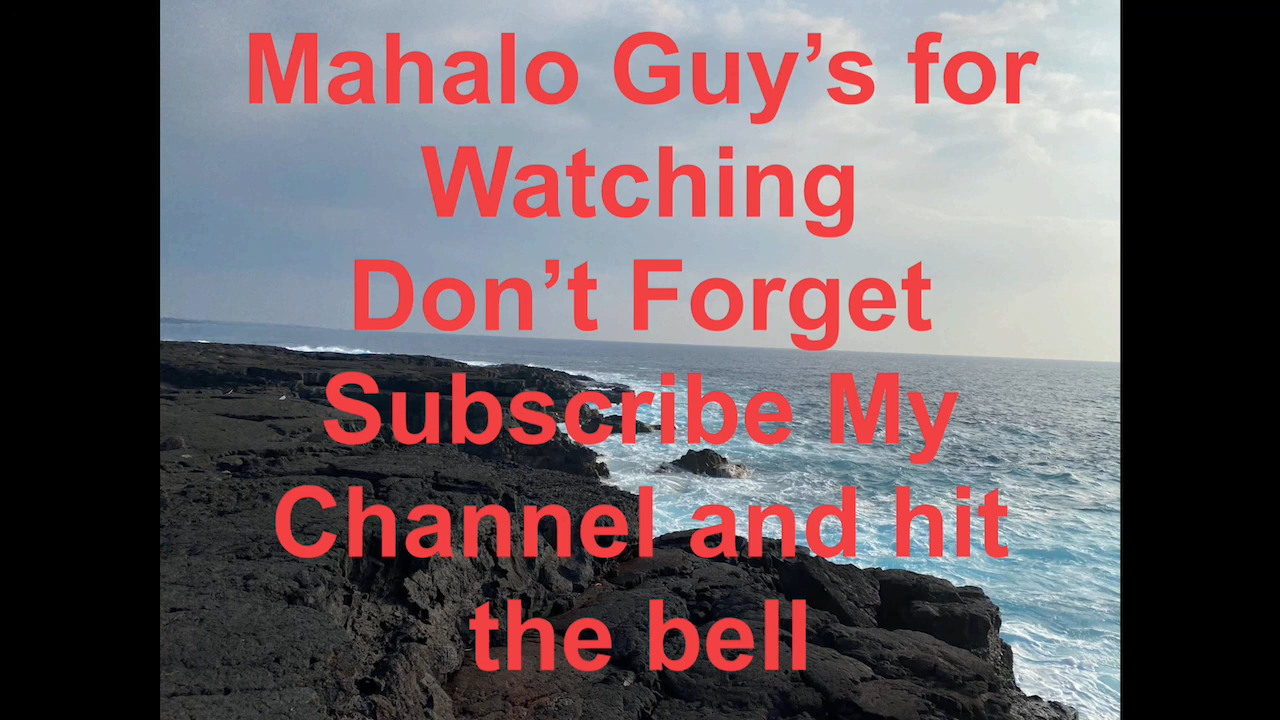 Mahalo Guy’s for
Watching
Don’t Forget
Subscribe My
Channel and hit
the bell